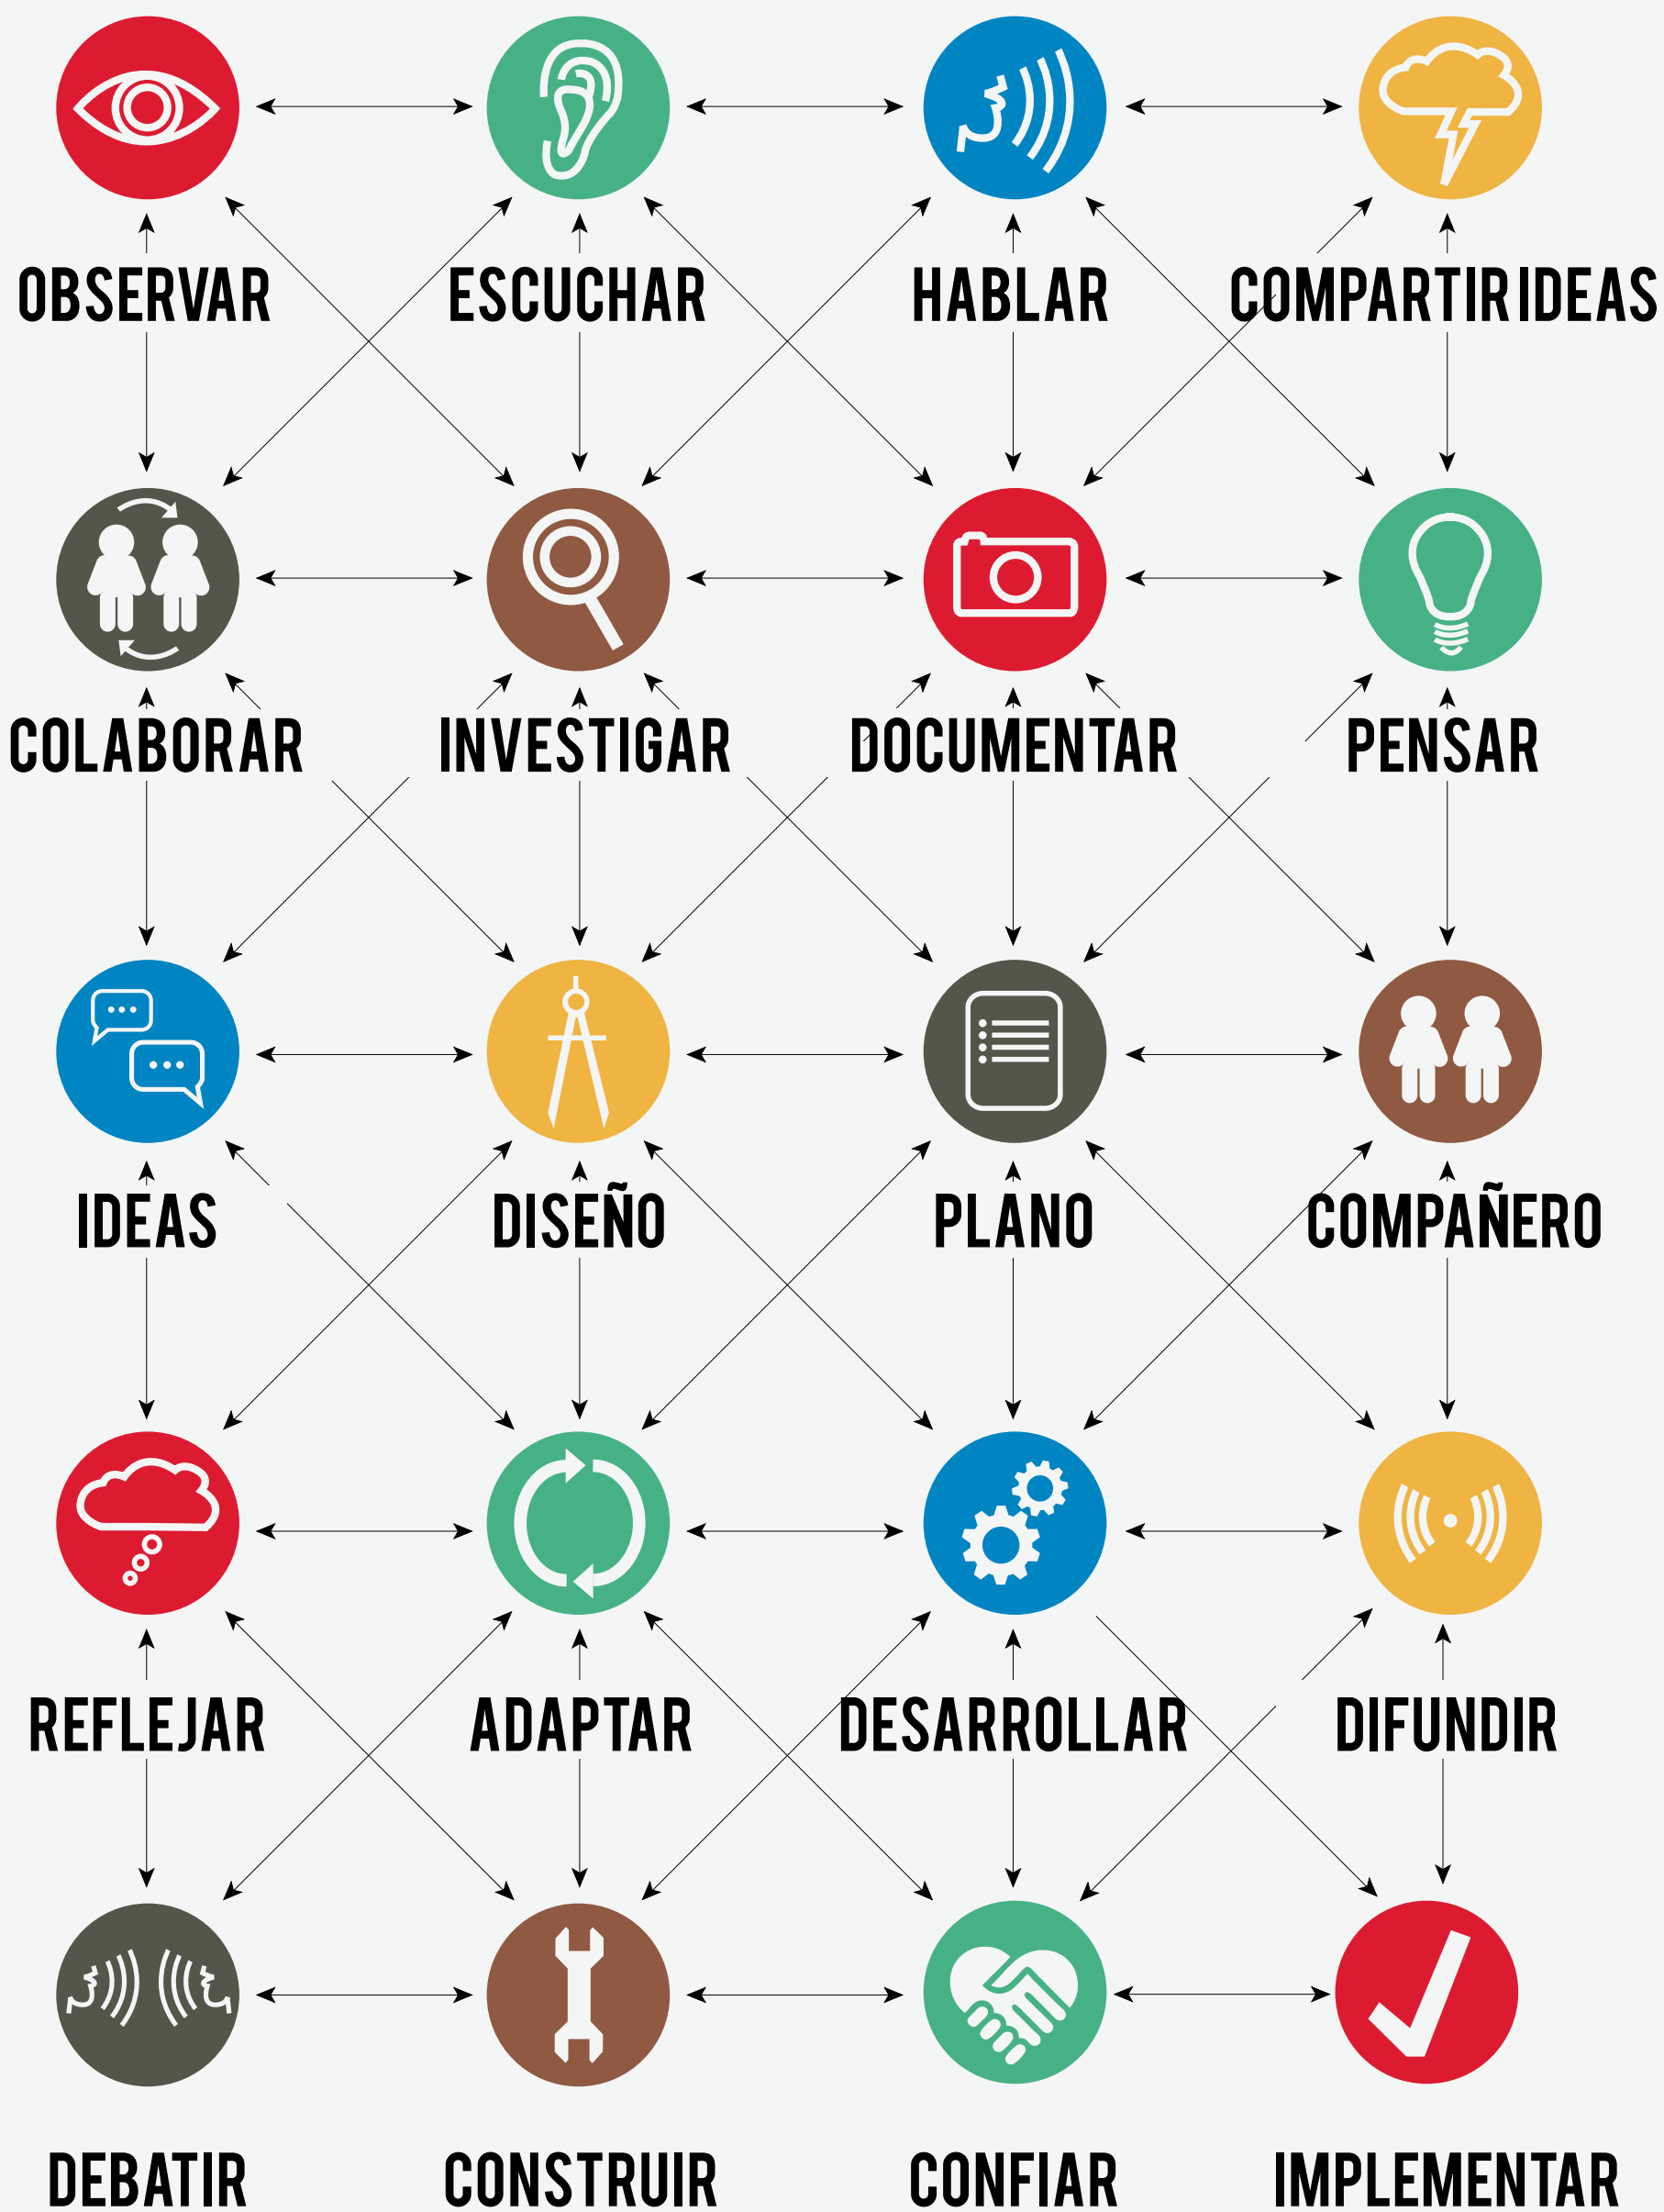 OBSERVAR ESCUCHAR HABLAR COMPARTIR IDEAS
COLABORAR INVESTIGAR DOCUMENTAR PENSAR
IDEAS DISEÑO PLANO COMPAÑERO
REFLEJAR ADAPTAR DESARROLLAR DIFUNDIR
DEBATIR CONSTRUIR CONFIAR IMPLEMENTAR